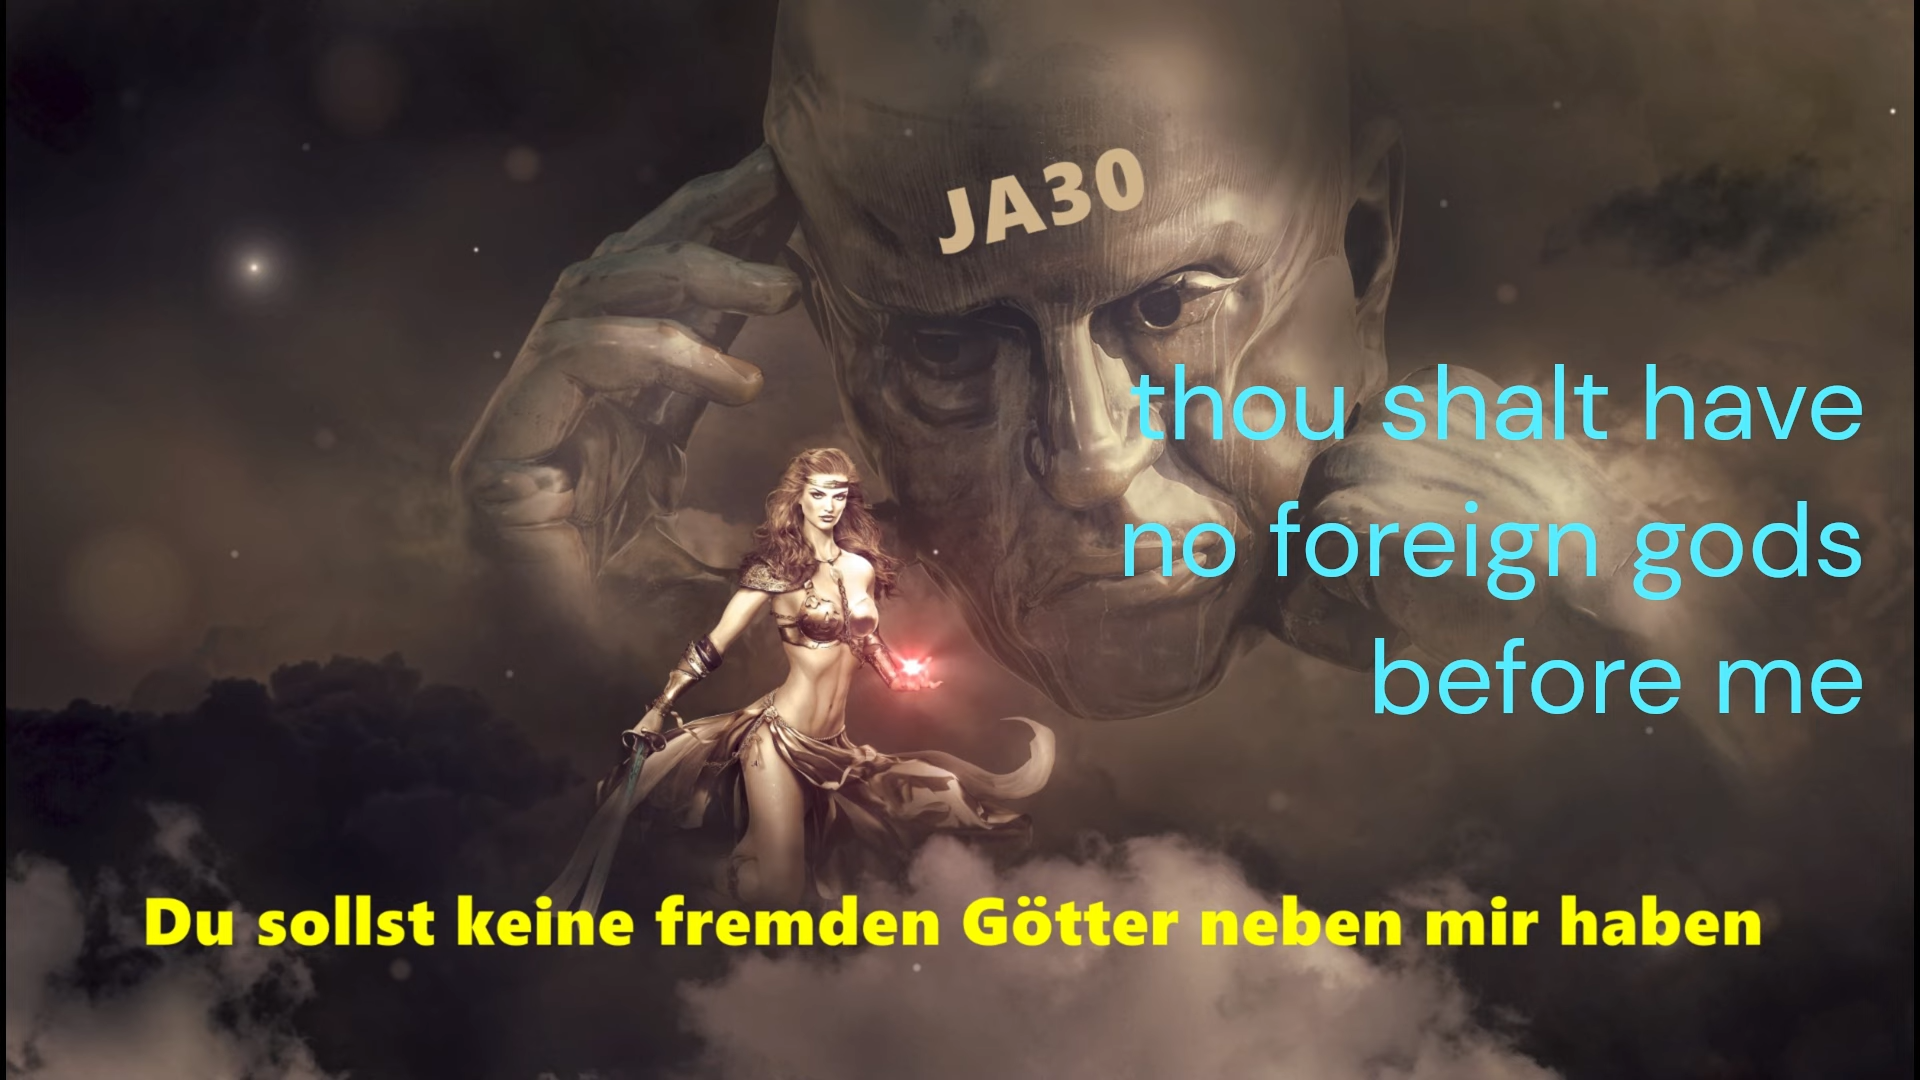 JA30
thou shalt have
no foreign gods
before me
Du sollst keine fremden Götter neben mir haben